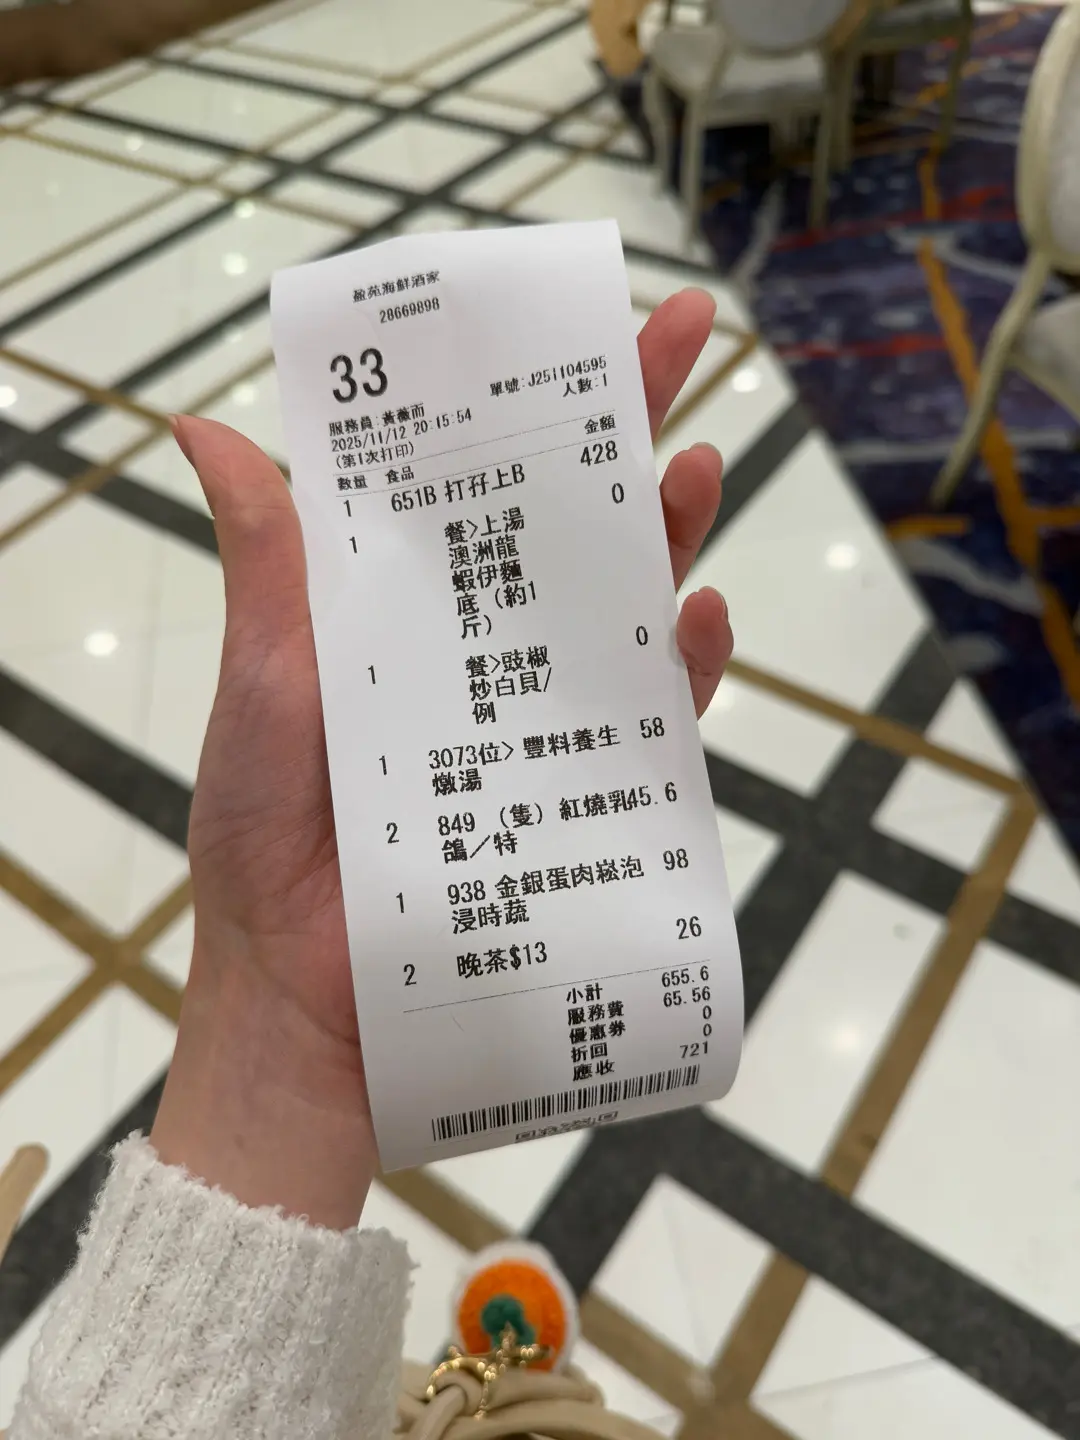 盈苑海鮮酒家
28669898
33
單號:J251104595
服務員:黃薇而
人數:1
2025/11/12 20:15:54
(第1次打印)
數量 食品 金額
1 651B 打孖上B 428
1 餐>上湯 0
澳洲龍
蝦伊麵
底（約1
斤）
1 餐>豉椒 0
炒白貝/
例
1 3073位> 豐料養生 58
燉湯
2 849 （隻）紅燒乳45.6
鴿／特
1 938 金銀蛋肉崧泡 98
浸時蔬
2 晚茶$13 26
小計 655.6
服務費 65.56
優惠券 0
折回 0
應收 721